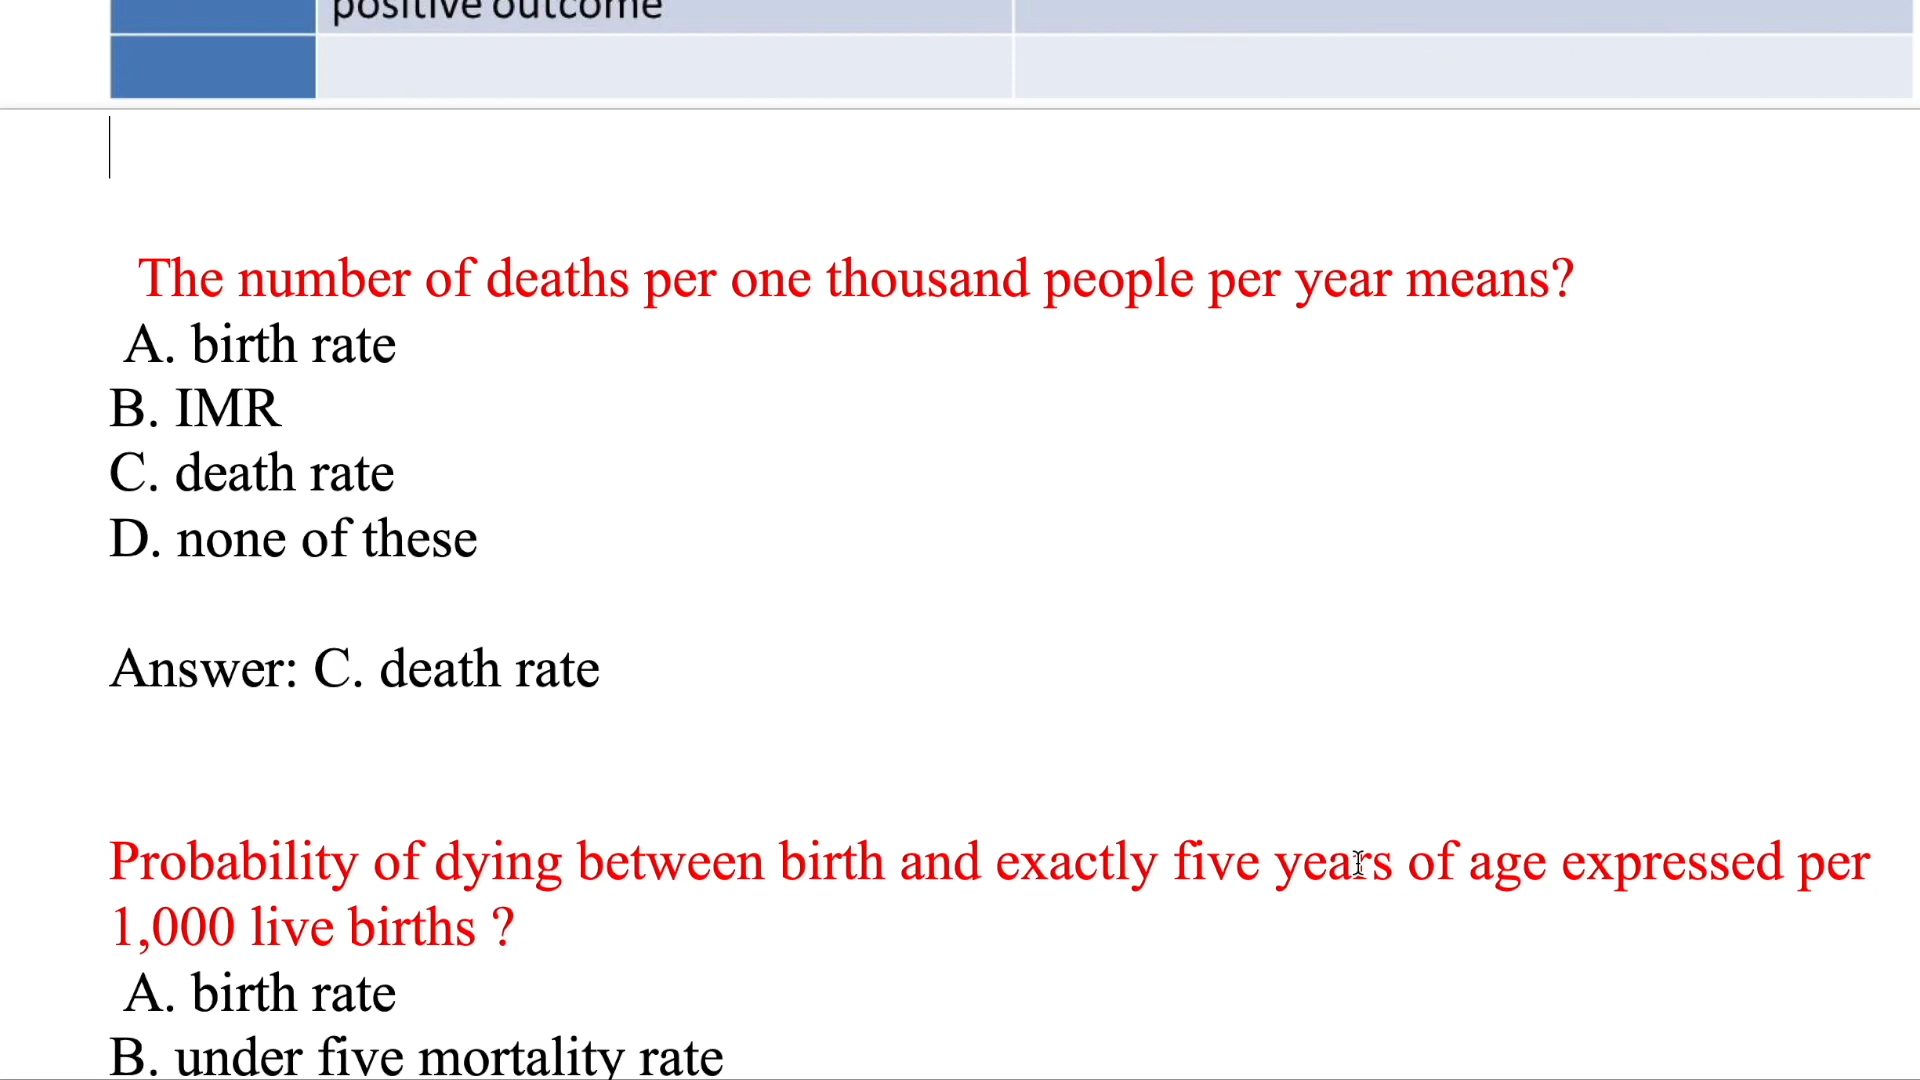 positive outcome
The number of deaths per one thousand people per year means?
A. birth rate
B. IMR
C. death rate
D. none of these
Answer: C. death rate
Probability of dying between birth and exactly five years of age expressed per
1,000 live births ?
A. birth rate
B. under five mortality rate